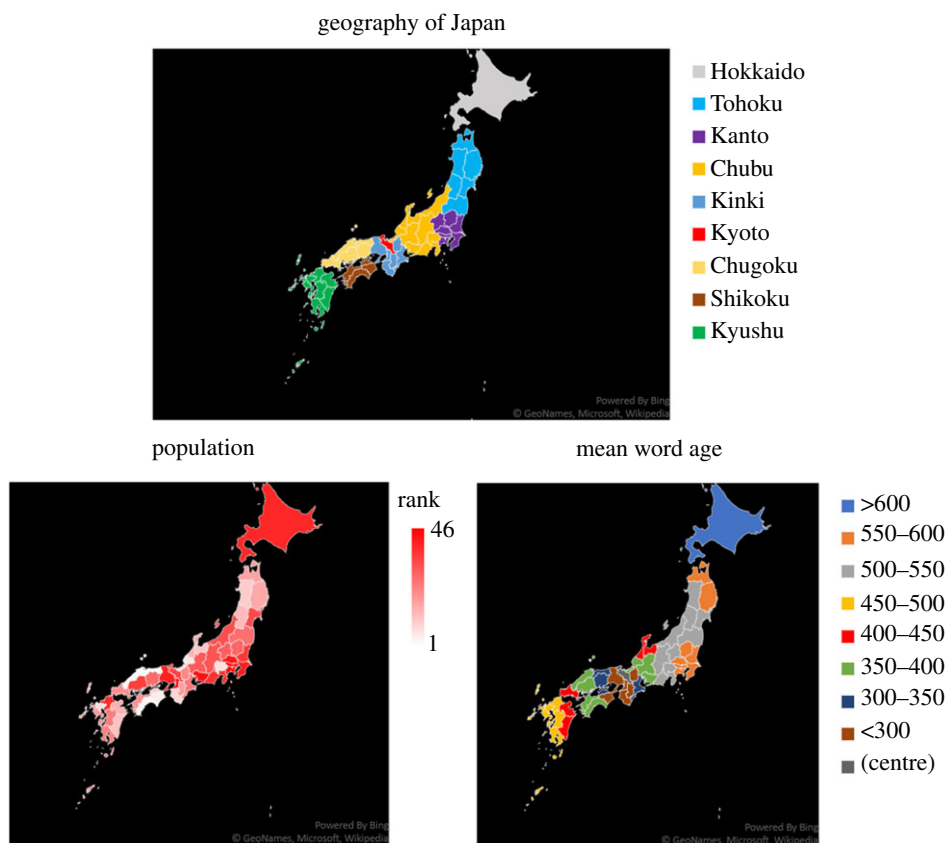 geography of Japan
Hokkaido
Tohoku
Kanto
Chubu
Kinki
Kyoto
Chugoku
Shikoku
Kyushu
Powered By Bing
© GeoNames, Microsoft, Wikipedia
population
rank
46
1
Powered By Bing
© GeoNames, Microsoft, Wikipedia
mean word age
>600
550–600
500–550
450–500
400–450
350–400
300–350
<300
(centre)
Powered By Bing
© GeoNames, Microsoft, Wikipedia